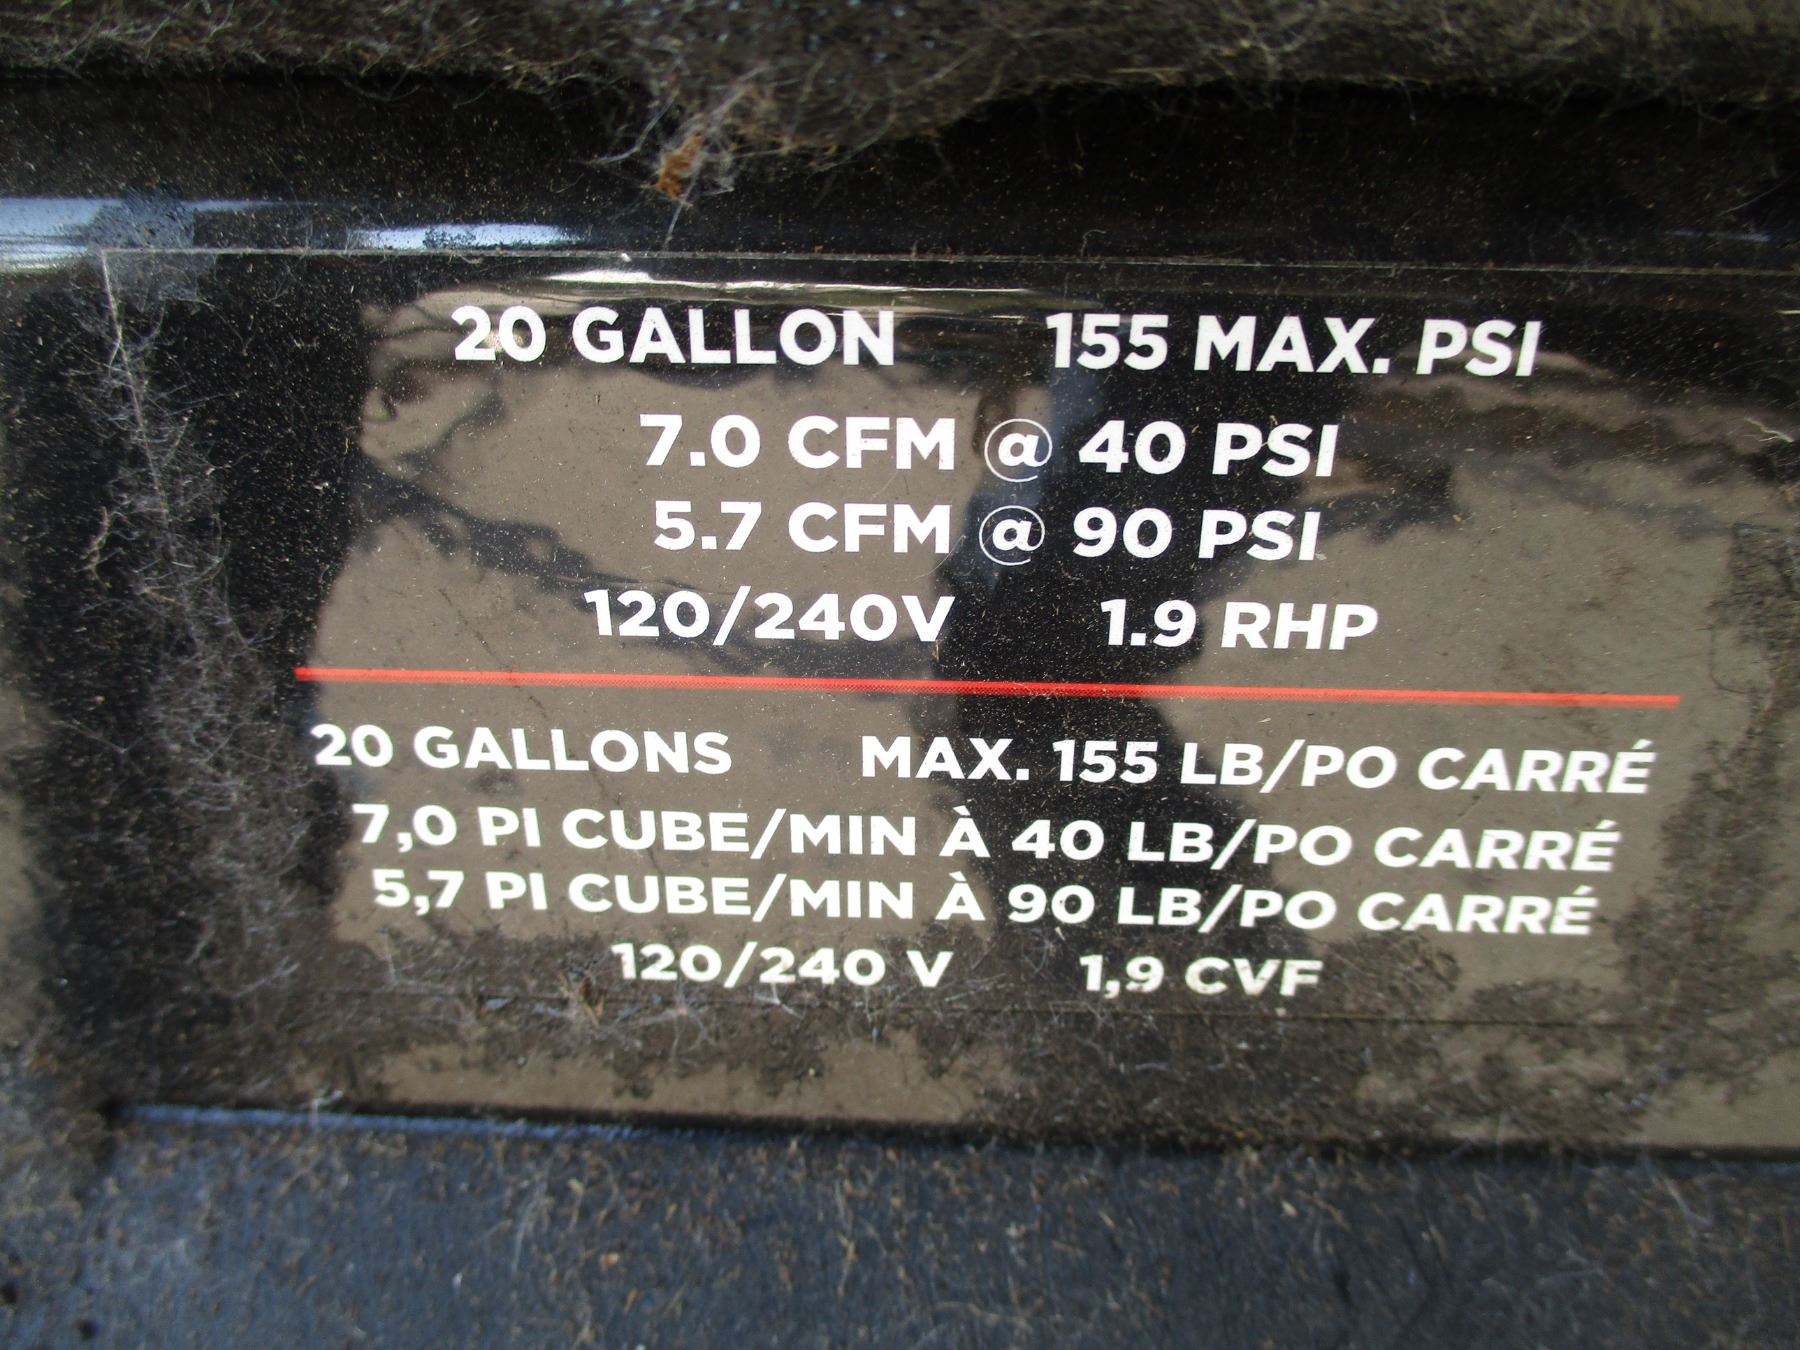 20 GALLON 155 MAX. PSI
7.0 CFM @ 40 PSI
5.7 CFM @ 90 PSI
120/240V 1.9 RHP
20 GALLONS MAX. 155 LB/PO CARRÉ
7,0 PI CUBE/MIN À 40 LB/PO CARRÉ
5,7 PI CUBE/MIN À 90 LB/PO CARRÉ
120/240 V 1,9 CVF